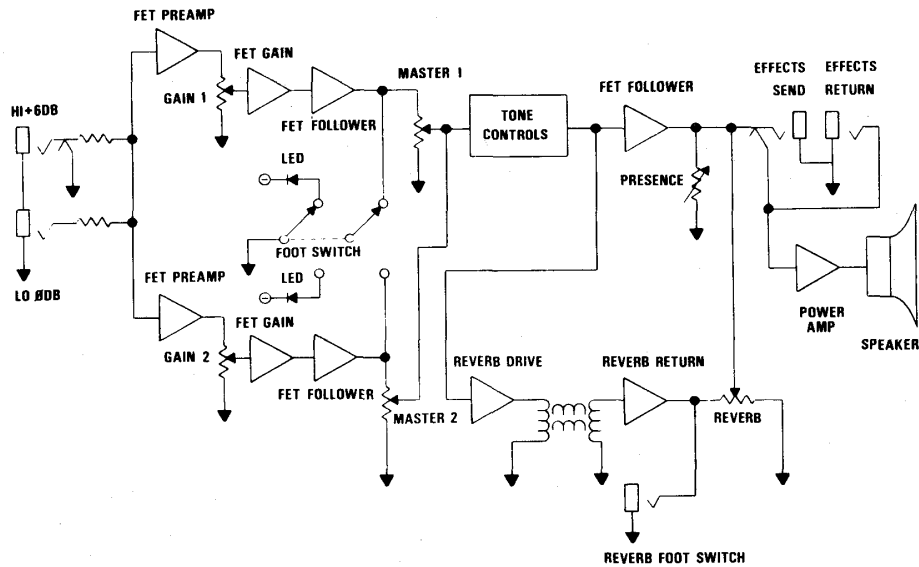 FET PREAMP
FET GAIN
GAIN 1
FET FOLLOWER
MASTER 1
HI+6DB
LED
FOOT SWITCH
LED
LO ØDB
FET PREAMP
FET GAIN
GAIN 2
FET FOLLOWER
MASTER 2
TONE
CONTROLS
FET FOLLOWER
PRESENCE
EFFECTS
SEND
EFFECTS
RETURN
POWER
AMP
SPEAKER
REVERB DRIVE
REVERB RETURN
REVERB
REVERB FOOT SWITCH